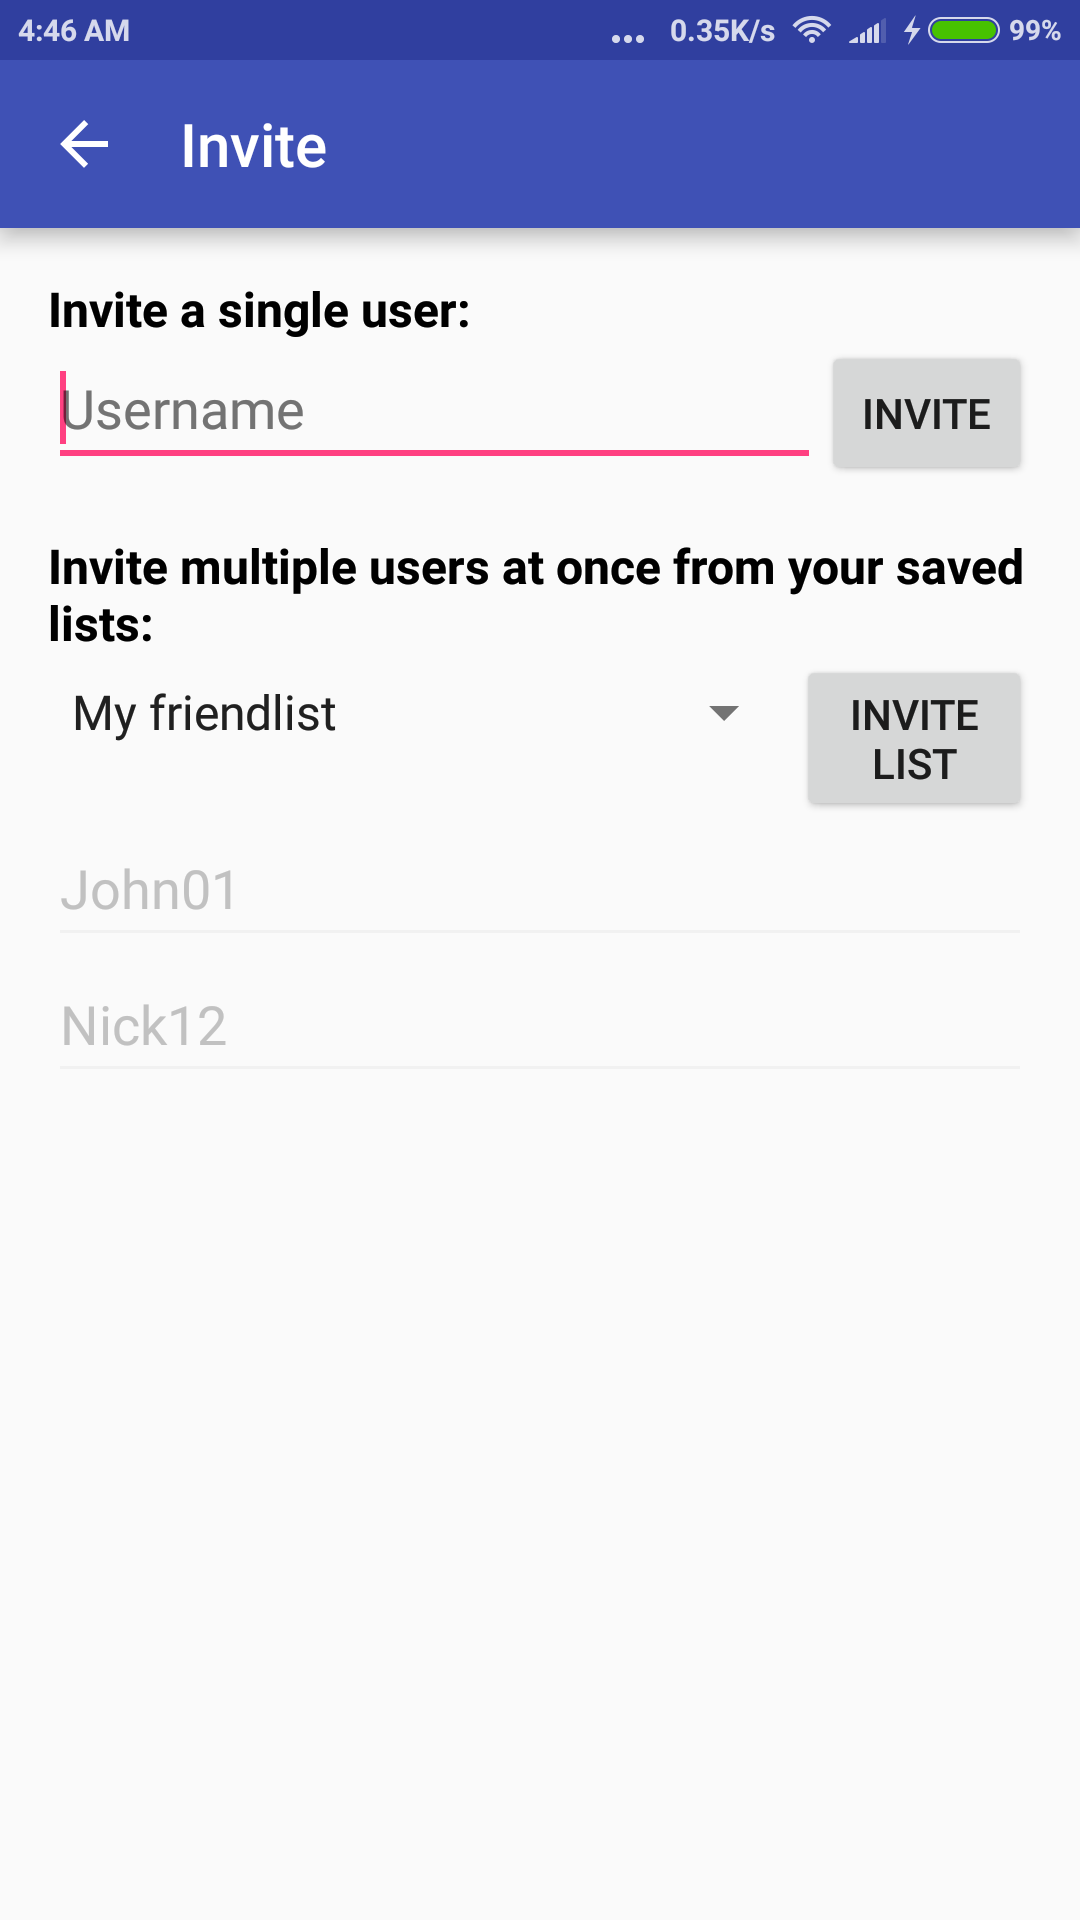 4:46 AM ... 0.35K/s 99%
Invite
Invite a single user:
Username INVITE
Invite multiple users at once from your saved
lists:
My friendlist INVITE
LIST
John01
Nick12